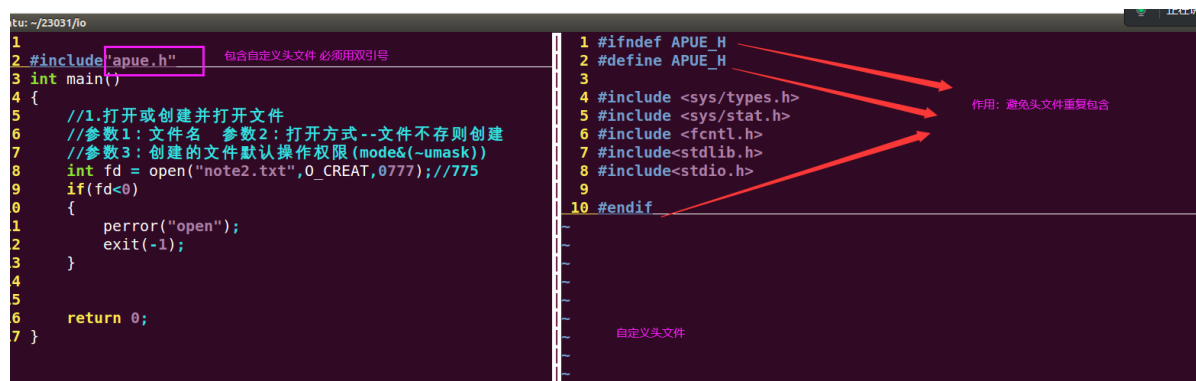 tu: ~/23031/io
1
2 #include"apue.h"
包含自定义头文件 必须用双引号
3 int main()
4 {
5 //1.打开或创建并打开文件
6 //参数1：文件名 参数2：打开方式--文件不存则创建
7 //参数3：创建的文件默认操作权限(mode&(~umask))
8 int fd = open("note2.txt",O_CREAT,0777);//775
9 if(fd<0)
0 {
1 perror("open");
2 exit(-1);
3 }
4
5
6 return 0;
7 }
1 #ifndef APUE_H
2 #define APUE_H
3
4 #include <sys/types.h>
5 #include <sys/stat.h>
6 #include <fcntl.h>
7 #include<stdlib.h>
8 #include<stdio.h>
9
10 #endif
~
~
~
~
~
~
~
~
~
作用：避免头文件重复包含
自定义头文件